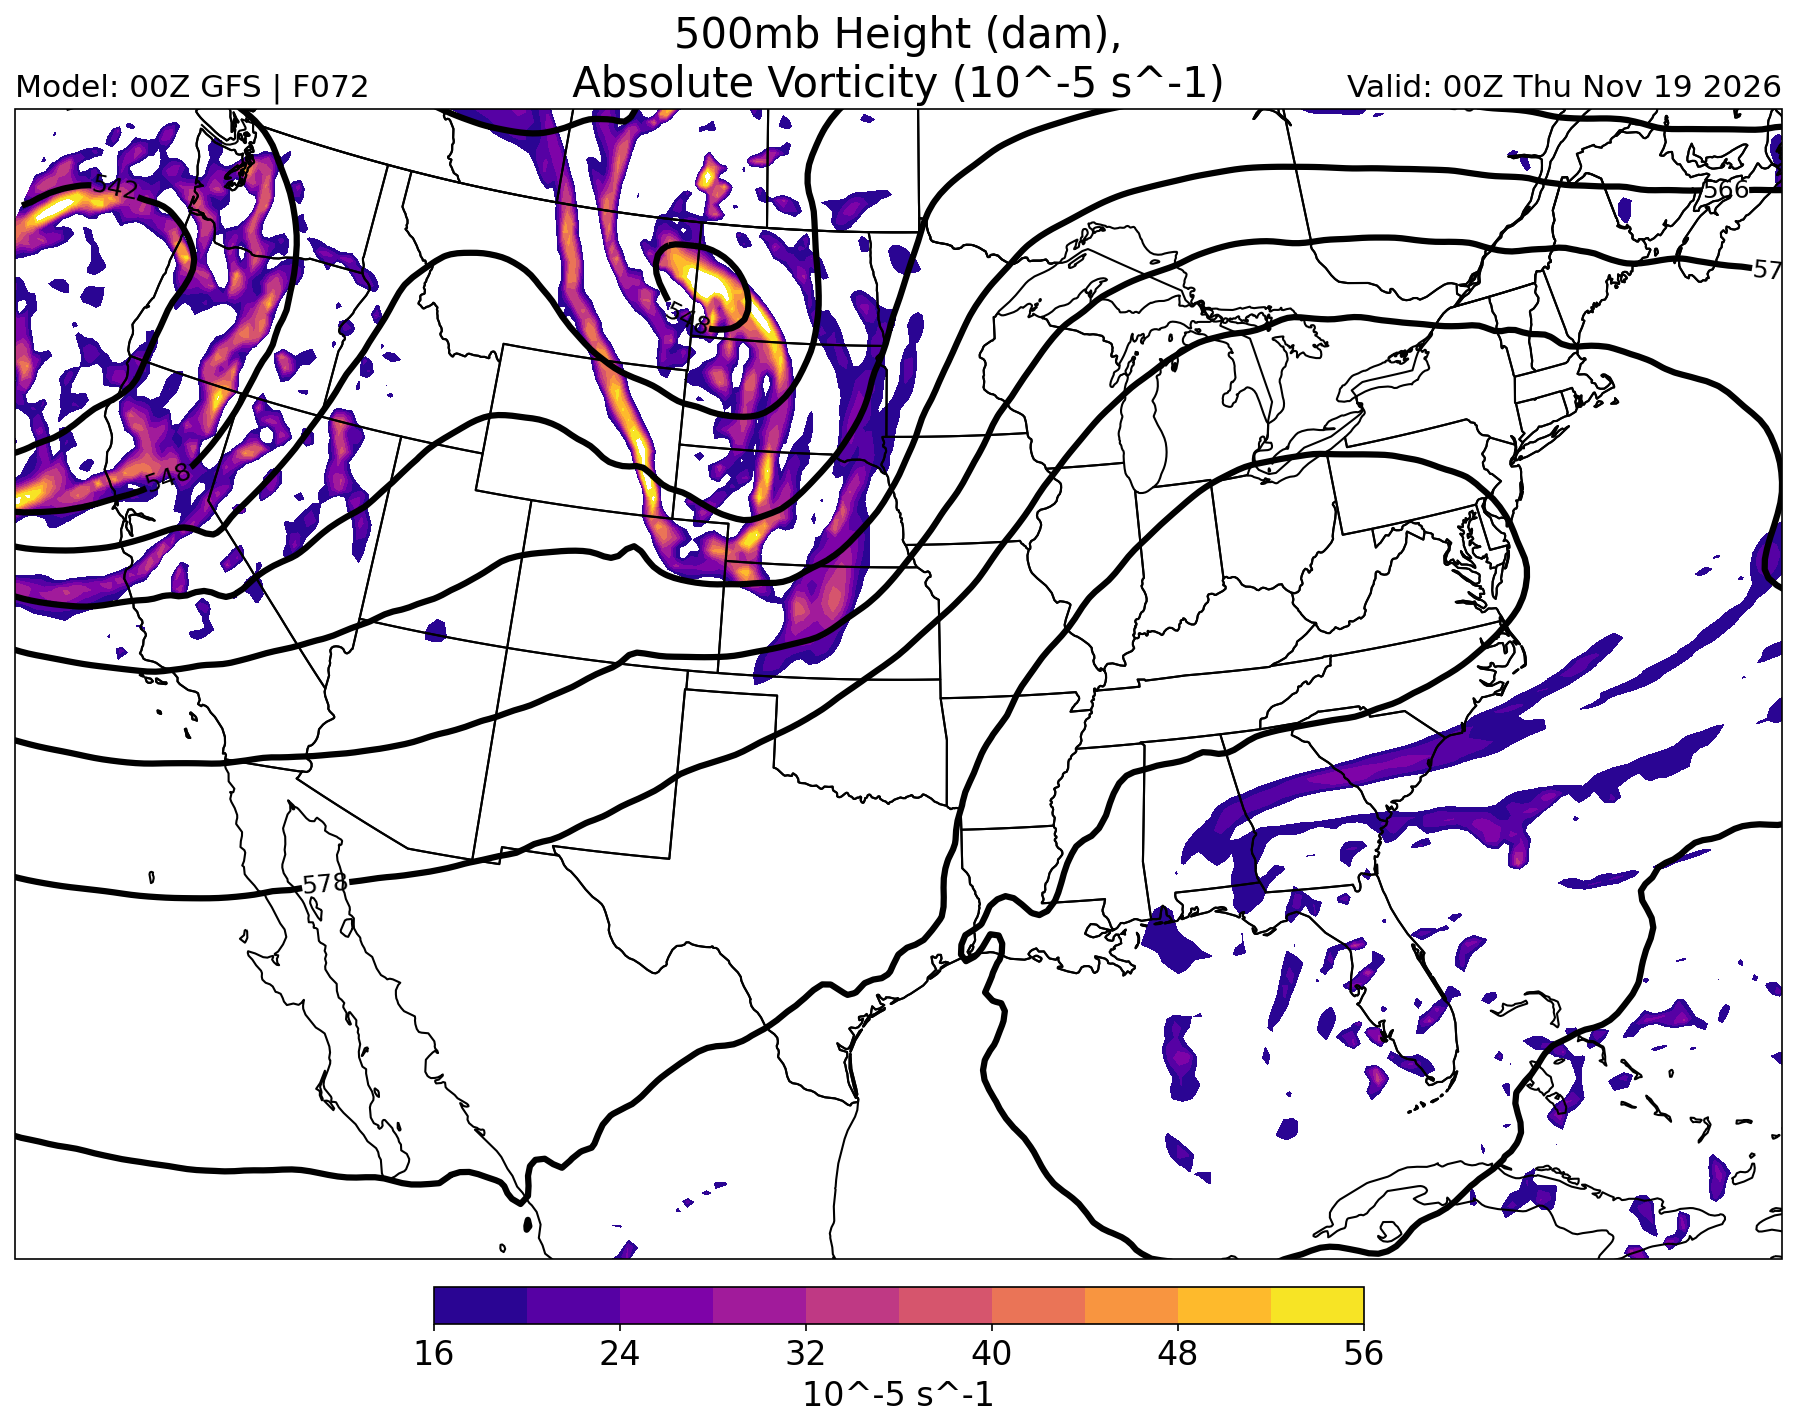 500mb Height (dam),
Absolute Vorticity (10^-5 s^-1)
Model: 00Z GFS | F072
Valid: 00Z Thu Nov 19 2026
542
566
57
548
548
578
16 24 32 40 48 56
10^-5 s^-1